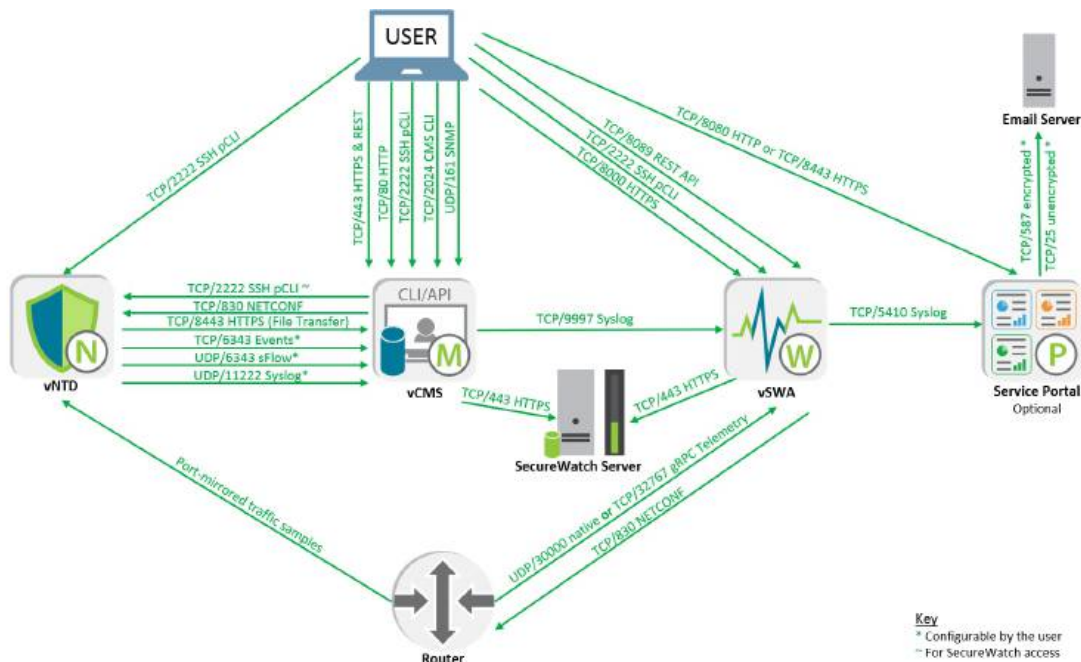 USER
Email Server
TCP/2222 SSH pCLI
TCP/443 HTTPS & REST
TCP/80 HTTP
TCP/2222 SSH pCLI
TCP/2024 CMS CLI
UDP/161 SNMP
TCP/8000 HTTPS
TCP/2222 SSH pCLI
TCP/8089 REST API
TCP/8080 HTTP or TCP/8443 HTTPS
TCP/587 encrypted *
TCP/25 unencrypted *
N
vNTD
TCP/2222 SSH pCLI ~
TCP/830 NETCONF
TCP/8443 HTTPS (File Transfer)
TCP/6343 Events*
UDP/6343 sFlow*
UDP/11222 Syslog*
CLI/API
M
vCMS
TCP/9997 Syslog
W
vSWA
TCP/5410 Syslog
P
Service Portal
Optional
TCP/443 HTTPS
TCP/443 HTTPS
SecureWatch Server
Port-mirrored traffic samples
UDP/30000 native or TCP/32767 gRPC Telemetry
TCP/830 NETCONF
Router
Key
* Configurable by the user
~ For SecureWatch access